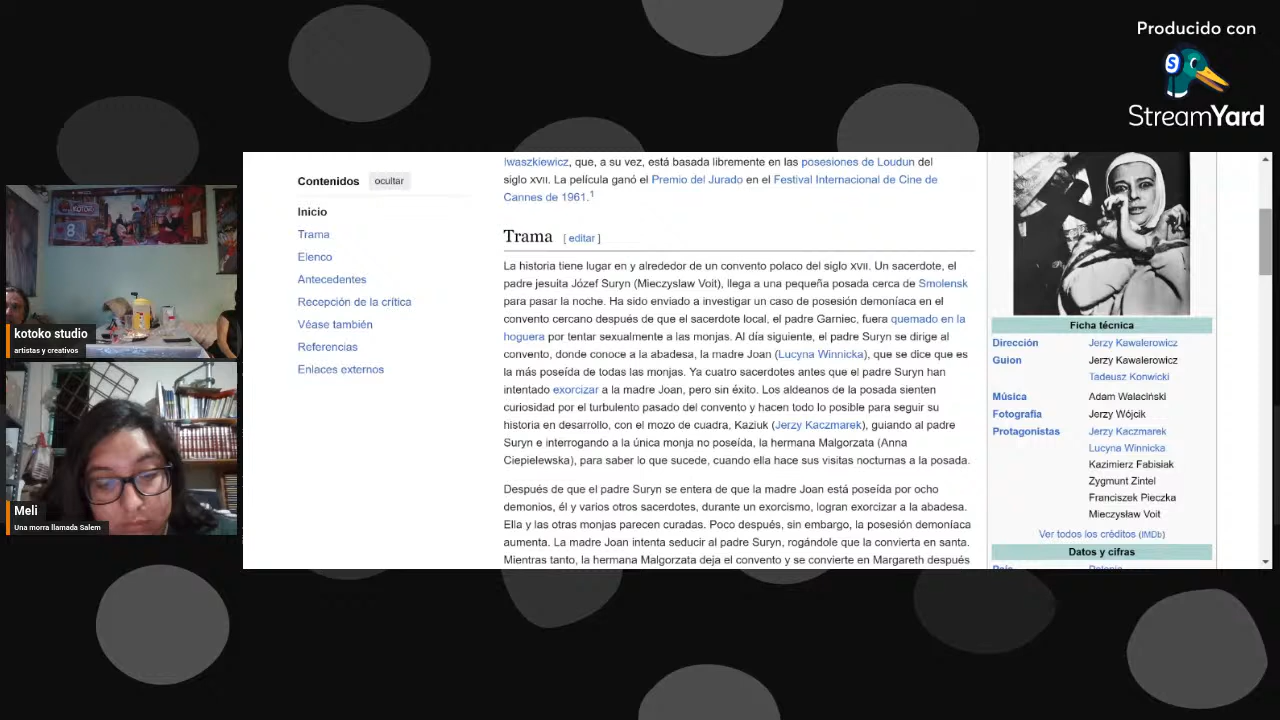 Producido con
StreamYard
kotoko studio
artistas y creativos
Meli
Una morra llamada Salem
Contenidos ocultar
Inicio
Trama
Elenco
Antecedentes
Recepción de la crítica
Véase también
Referencias
Enlaces externos
Iwaszkiewicz, que, a su vez, está basada libremente en las posesiones de Loudun del
siglo XVII. La película ganó el Premio del Jurado en el Festival Internacional de Cine de
Cannes de 1961.1
Trama [ editar ]
La historia tiene lugar en y alrededor de un convento polaco del siglo XVII. Un sacerdote, el
padre jesuita Józef Suryn (Mieczyslaw Voit), llega a una pequeña posada cerca de Smolensk
para pasar la noche. Ha sido enviado a investigar un caso de posesión demoníaca en el
convento cercano después de que el sacerdote local, el padre Garniec, fuera quemado en la
hoguera por tentar sexualmente a las monjas. Al día siguiente, el padre Suryn se dirige al
convento, donde conoce a la abadesa, la madre Joan (Lucyna Winnicka), que se dice que es
la más poseída de todas las monjas. Ya cuatro sacerdotes antes que el padre Suryn han
intentado exorcizar a la madre Joan, pero sin éxito. Los aldeanos de la posada sienten
curiosidad por el turbulento pasado del convento y hacen todo lo posible para seguir su
historia en desarrollo, con el mozo de cuadra, Kaziuk (Jerzy Kaczmarek), guiando al padre
Suryn e interrogando a la única monja no poseída, la hermana Malgorzata (Anna
Ciepielewska), para saber lo que sucede, cuando ella hace sus visitas nocturnas a la posada.
Después de que el padre Suryn se entera de que la madre Joan está poseída por ocho
demonios, él y varios otros sacerdotes, durante un exorcismo, logran exorcizar a la abadesa.
Ella y las otras monjas parecen curadas. Poco después, sin embargo, la posesión demoníaca
aumenta. La madre Joan intenta seducir al padre Suryn, rogándole que la convierta en santa.
Mientras tanto, la hermana Malgorzata deja el convento y se convierte en Margareth después
Ficha técnica
Dirección Jerzy Kawalerowicz
Guion Jerzy Kawalerowicz
Tadeusz Konwicki
Música Adam Walaciński
Fotografía Jerzy Wójcik
Protagonistas Jerzy Kaczmarek
Lucyna Winnicka
Kazimierz Fabisiak
Zygmunt Zintel
Franciszek Pieczka
Mieczysław Voit
Ver todos los créditos (IMDb)
Datos y cifras